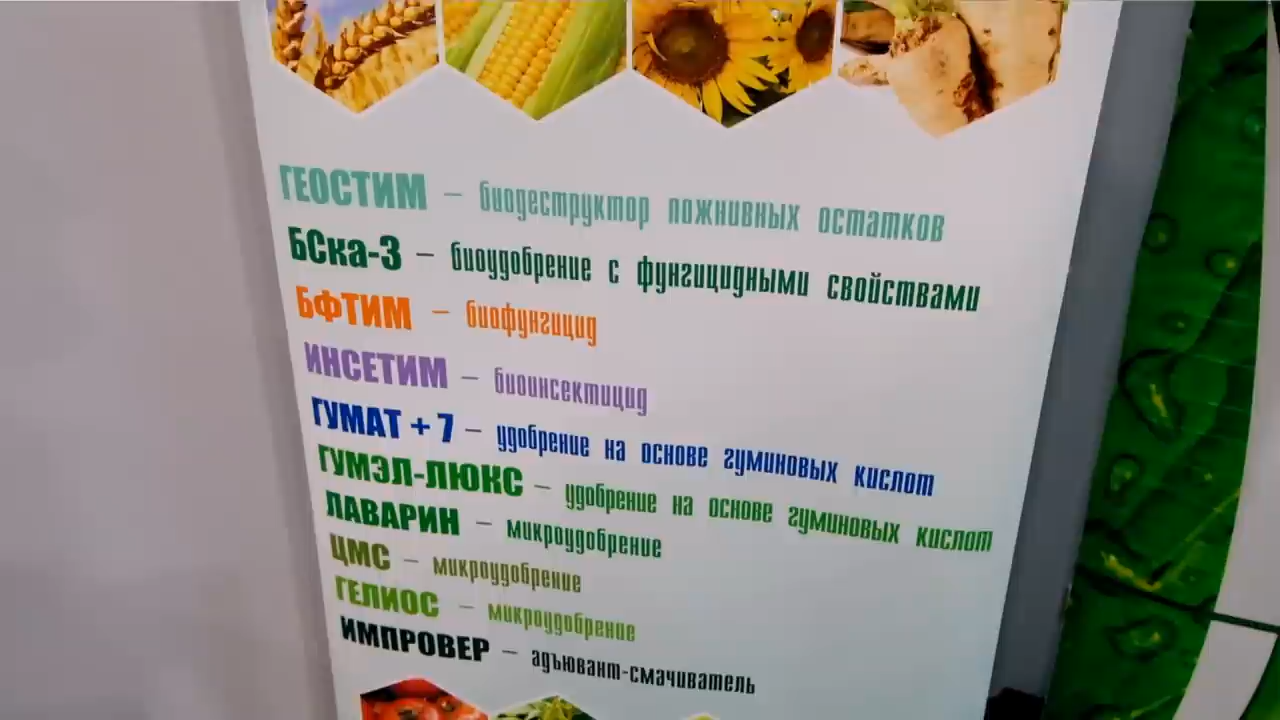 ГЕОСТИМ – биодеструктор пожнивных остатков
БСка-3 – биоудобрение с фунгицидными свойствами
БФТИМ – биофунгицид
ИНСЕТИМ – биоинсектицид
ГУМАТ + 7 – удобрение на основе гуминовых кислот
ГУМЭЛ-ЛЮКС – удобрение на основе гуминовых кислот
ЛАВАРИН – микроудобрение
ЦМС – микроудобрение
ГЕЛИОС – микроудобрение
ИМПРОВЕР – адъювант-смачиватель